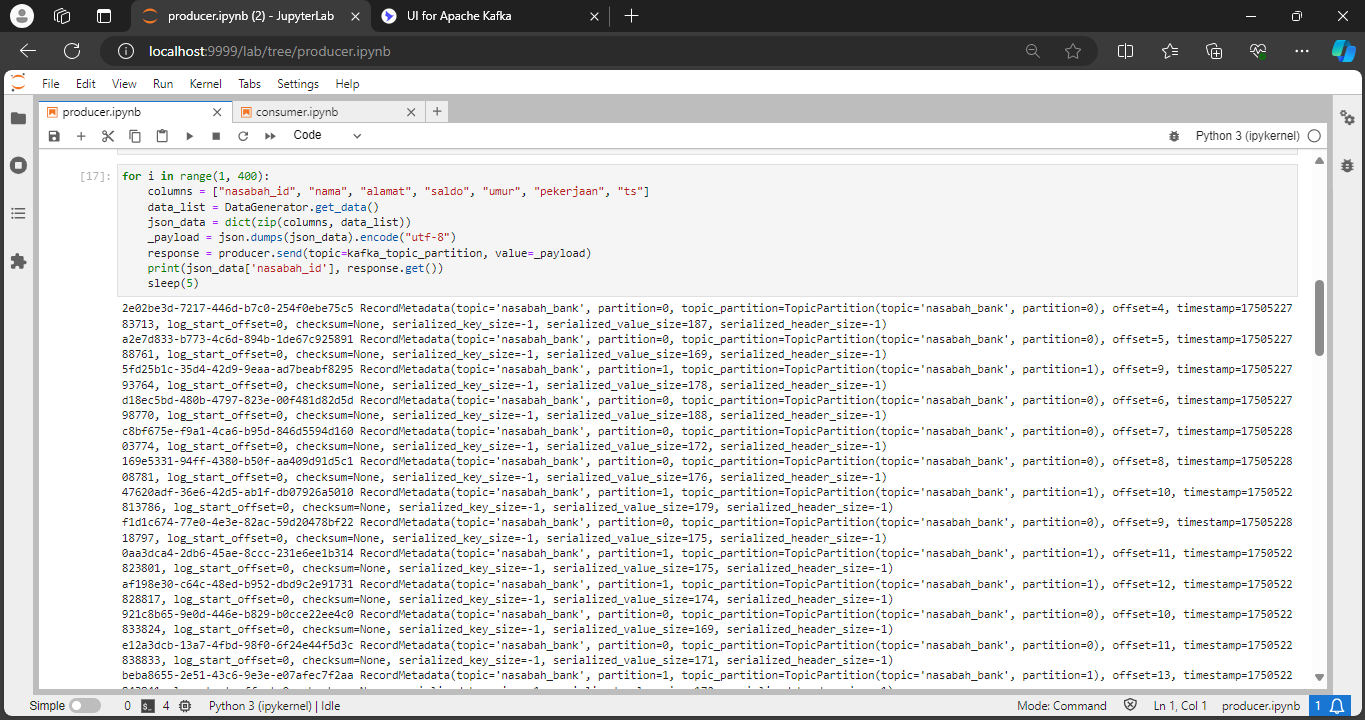 producer.ipynb (2) - JupyterLab
UI for Apache Kafka
localhost:9999/lab/tree/producer.ipynb
File Edit View Run Kernel Tabs Settings Help
producer.ipynb
consumer.ipynb
Code
Python 3 (ipykernel)
[17]: for i in range(1, 400):
columns = ["nasabah_id", "nama", "alamat", "saldo", "umur", "pekerjaan", "ts"]
data_list = DataGenerator.get_data()
json_data = dict(zip(columns, data_list))
_payload = json.dumps(json_data).encode("utf-8")
response = producer.send(topic=kafka_topic_partition, value=_payload)
print(json_data['nasabah_id'], response.get())
sleep(5)
2e02be3d-7217-446d-b7c0-254f0ebe75c5 RecordMetadata(topic='nasabah_bank', partition=0, topic_partition=TopicPartition(topic='nasabah_bank', partition=0), offset=4, timestamp=17505227
83713, log_start_offset=0, checksum=None, serialized_key_size=-1, serialized_value_size=187, serialized_header_size=-1)
a2e7d833-b773-4c6d-894b-1de67c925891 RecordMetadata(topic='nasabah_bank', partition=0, topic_partition=TopicPartition(topic='nasabah_bank', partition=0), offset=5, timestamp=17505227
88761, log_start_offset=0, checksum=None, serialized_key_size=-1, serialized_value_size=169, serialized_header_size=-1)
5fd25b1c-35d4-42d9-9eaa-ad7beabf8295 RecordMetadata(topic='nasabah_bank', partition=1, topic_partition=TopicPartition(topic='nasabah_bank', partition=1), offset=9, timestamp=17505227
93764, log_start_offset=0, checksum=None, serialized_key_size=-1, serialized_value_size=178, serialized_header_size=-1)
d18ec5bd-480b-4797-823e-00f481d82d5d RecordMetadata(topic='nasabah_bank', partition=0, topic_partition=TopicPartition(topic='nasabah_bank', partition=0), offset=6, timestamp=17505227
98770, log_start_offset=0, checksum=None, serialized_key_size=-1, serialized_value_size=188, serialized_header_size=-1)
c8bf675e-f9a1-4ca6-b95d-846d5594d160 RecordMetadata(topic='nasabah_bank', partition=0, topic_partition=TopicPartition(topic='nasabah_bank', partition=0), offset=7, timestamp=17505228
03774, log_start_offset=0, checksum=None, serialized_key_size=-1, serialized_value_size=172, serialized_header_size=-1)
169e5331-94ff-4380-b50f-aa409d91d5c1 RecordMetadata(topic='nasabah_bank', partition=0, topic_partition=TopicPartition(topic='nasabah_bank', partition=0), offset=8, timestamp=17505228
08781, log_start_offset=0, checksum=None, serialized_key_size=-1, serialized_value_size=176, serialized_header_size=-1)
47620adf-36e6-42d5-ab1f-db07926a5010 RecordMetadata(topic='nasabah_bank', partition=1, topic_partition=TopicPartition(topic='nasabah_bank', partition=1), offset=10, timestamp=1750522
813786, log_start_offset=0, checksum=None, serialized_key_size=-1, serialized_value_size=179, serialized_header_size=-1)
f1d1c674-77e0-4e3e-82ac-59d20478bf22 RecordMetadata(topic='nasabah_bank', partition=0, topic_partition=TopicPartition(topic='nasabah_bank', partition=0), offset=9, timestamp=17505228
18797, log_start_offset=0, checksum=None, serialized_key_size=-1, serialized_value_size=175, serialized_header_size=-1)
0aa3dca4-2db6-45ae-8ccc-231e6ee1b314 RecordMetadata(topic='nasabah_bank', partition=1, topic_partition=TopicPartition(topic='nasabah_bank', partition=1), offset=11, timestamp=1750522
823801, log_start_offset=0, checksum=None, serialized_key_size=-1, serialized_value_size=175, serialized_header_size=-1)
af198e30-c64c-48ed-b952-dbd9c2e91731 RecordMetadata(topic='nasabah_bank', partition=1, topic_partition=TopicPartition(topic='nasabah_bank', partition=1), offset=12, timestamp=1750522
828817, log_start_offset=0, checksum=None, serialized_key_size=-1, serialized_value_size=174, serialized_header_size=-1)
921c8b65-9e0d-446e-b829-b0cce22ee4c0 RecordMetadata(topic='nasabah_bank', partition=0, topic_partition=TopicPartition(topic='nasabah_bank', partition=0), offset=10, timestamp=1750522
833824, log_start_offset=0, checksum=None, serialized_key_size=-1, serialized_value_size=169, serialized_header_size=-1)
e12a3dcb-13a7-4fbd-98f0-6f24e44f5d3c RecordMetadata(topic='nasabah_bank', partition=0, topic_partition=TopicPartition(topic='nasabah_bank', partition=0), offset=11, timestamp=1750522
838833, log_start_offset=0, checksum=None, serialized_key_size=-1, serialized_value_size=171, serialized_header_size=-1)
beba8655-2e51-43c6-9e3e-e07afec7f2aa RecordMetadata(topic='nasabah_bank', partition=1, topic_partition=TopicPartition(topic='nasabah_bank', partition=1), offset=13, timestamp=1750522
Simple 0 4 Python 3 (ipykernel) | Idle Mode: Command Ln 1, Col 1 producer.ipynb 1